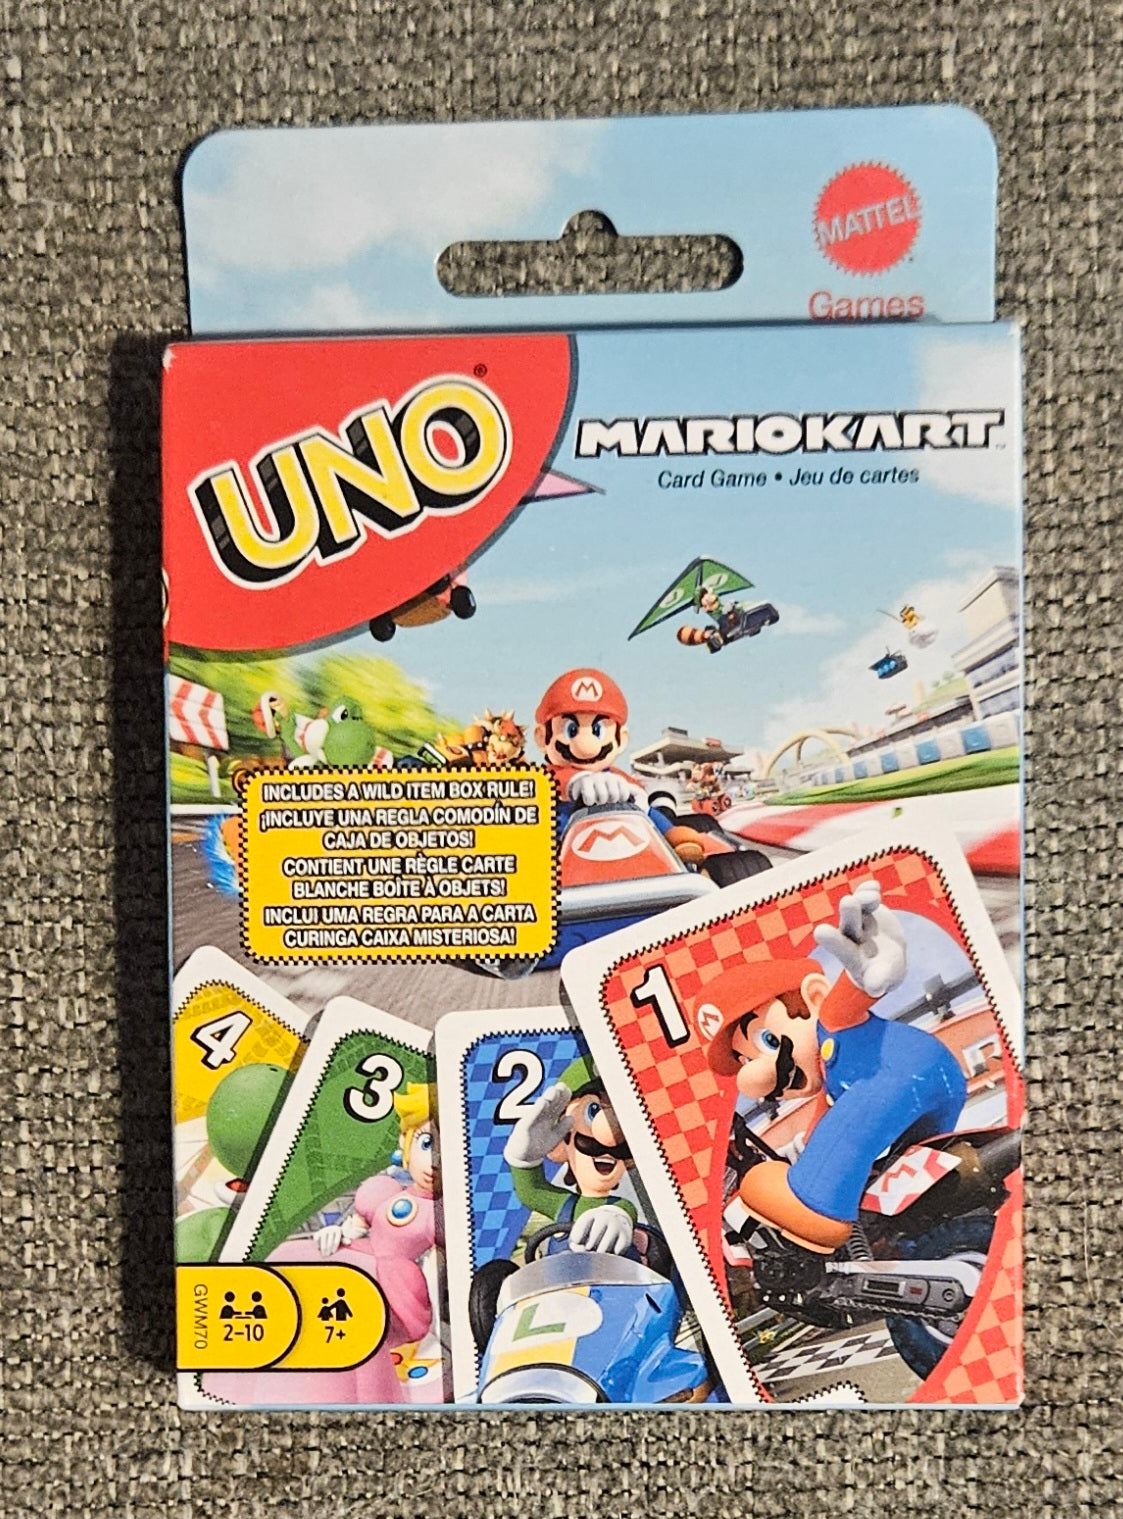 MATTEL
Games
UNO®
MARIOKART™
Card Game • Jeu de cartes
INCLUDES A WILD ITEM BOX RULE!
¡INCLUYE UNA REGLA COMODÍN DE
CAJA DE OBJETOS!
CONTIENT UNE RÈGLE CARTE
BLANCHE BOÎTE À OBJETS!
INCLUI UMA REGRA PARA A CARTA
CURINGA CAIXA MISTERIOSA!
M
M
4
3
2
1
M
L
M
GWM70
2-10
7+